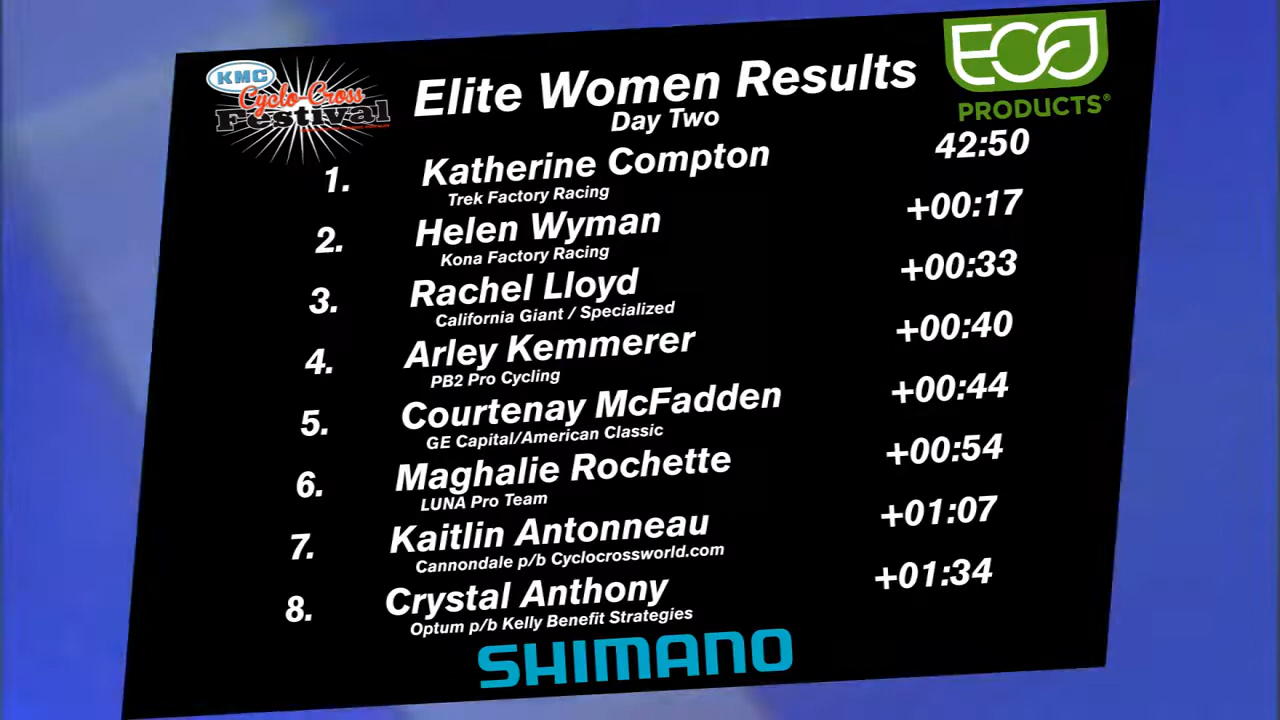 KMC
Cyclo-Cross
Festival
Elite Women Results
Day Two
ECO
PRODUCTS®
1. Katherine Compton 42:50
Trek Factory Racing
2. Helen Wyman +00:17
Kona Factory Racing
3. Rachel Lloyd +00:33
California Giant / Specialized
4. Arley Kemmerer +00:40
PB2 Pro Cycling
5. Courtenay McFadden +00:44
GE Capital/American Classic
6. Maghalie Rochette +00:54
LUNA Pro Team
7. Kaitlin Antonneau +01:07
Cannondale p/b Cyclocrossworld.com
8. Crystal Anthony +01:34
Optum p/b Kelly Benefit Strategies
SHIMANO